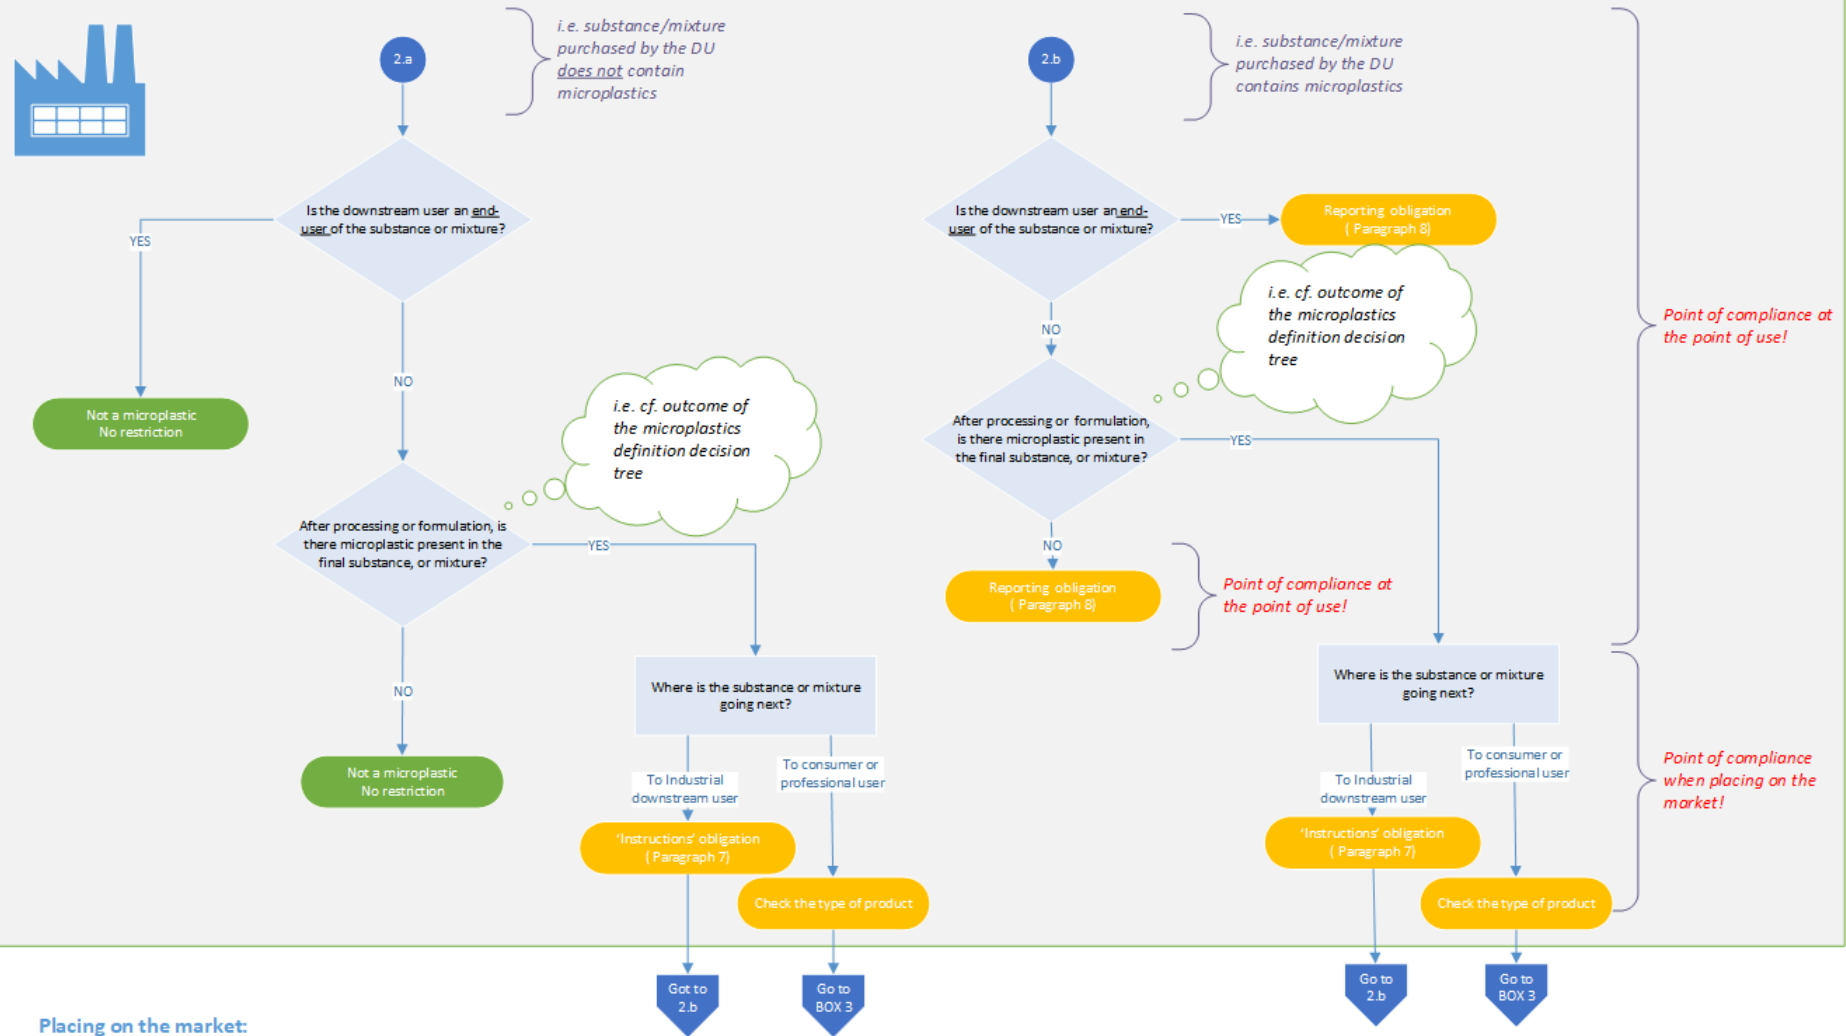 2.a
i.e. substance/mixture
purchased by the DU
does not contain
microplastics
Is the downstream user an end-
user of the substance or mixture?
YES
NO
Not a microplastic
No restriction
i.e. cf. outcome of
the microplastics
definition decision
tree
After processing or formulation, is
there microplastic present in the
final substance, or mixture?
YES
NO
Not a microplastic
No restriction
Where is the substance or mixture
going next?
To Industrial
downstream user
To consumer or
professional user
'Instructions' obligation
( Paragraph 7)
Check the type of product
Got to
2.b
Go to
BOX 3
2.b
i.e. substance/mixture
purchased by the DU
contains microplastics
Is the downstream user an end-
user of the substance or mixture?
YES
Reporting obligation
( Paragraph 8)
NO
i.e. cf. outcome of
the microplastics
definition decision
tree
After processing or formulation,
is there microplastic present in
the final substance, or mixture?
YES
NO
Reporting obligation
( Paragraph 8)
Point of compliance at
the point of use!
Point of compliance at
the point of use!
Where is the substance or mixture
going next?
To Industrial
downstream user
To consumer or
professional user
'Instructions' obligation
( Paragraph 7)
Check the type of product
Point of compliance
when placing on the
market!
Go to
2.b
Go to
BOX 3
Placing on the market: